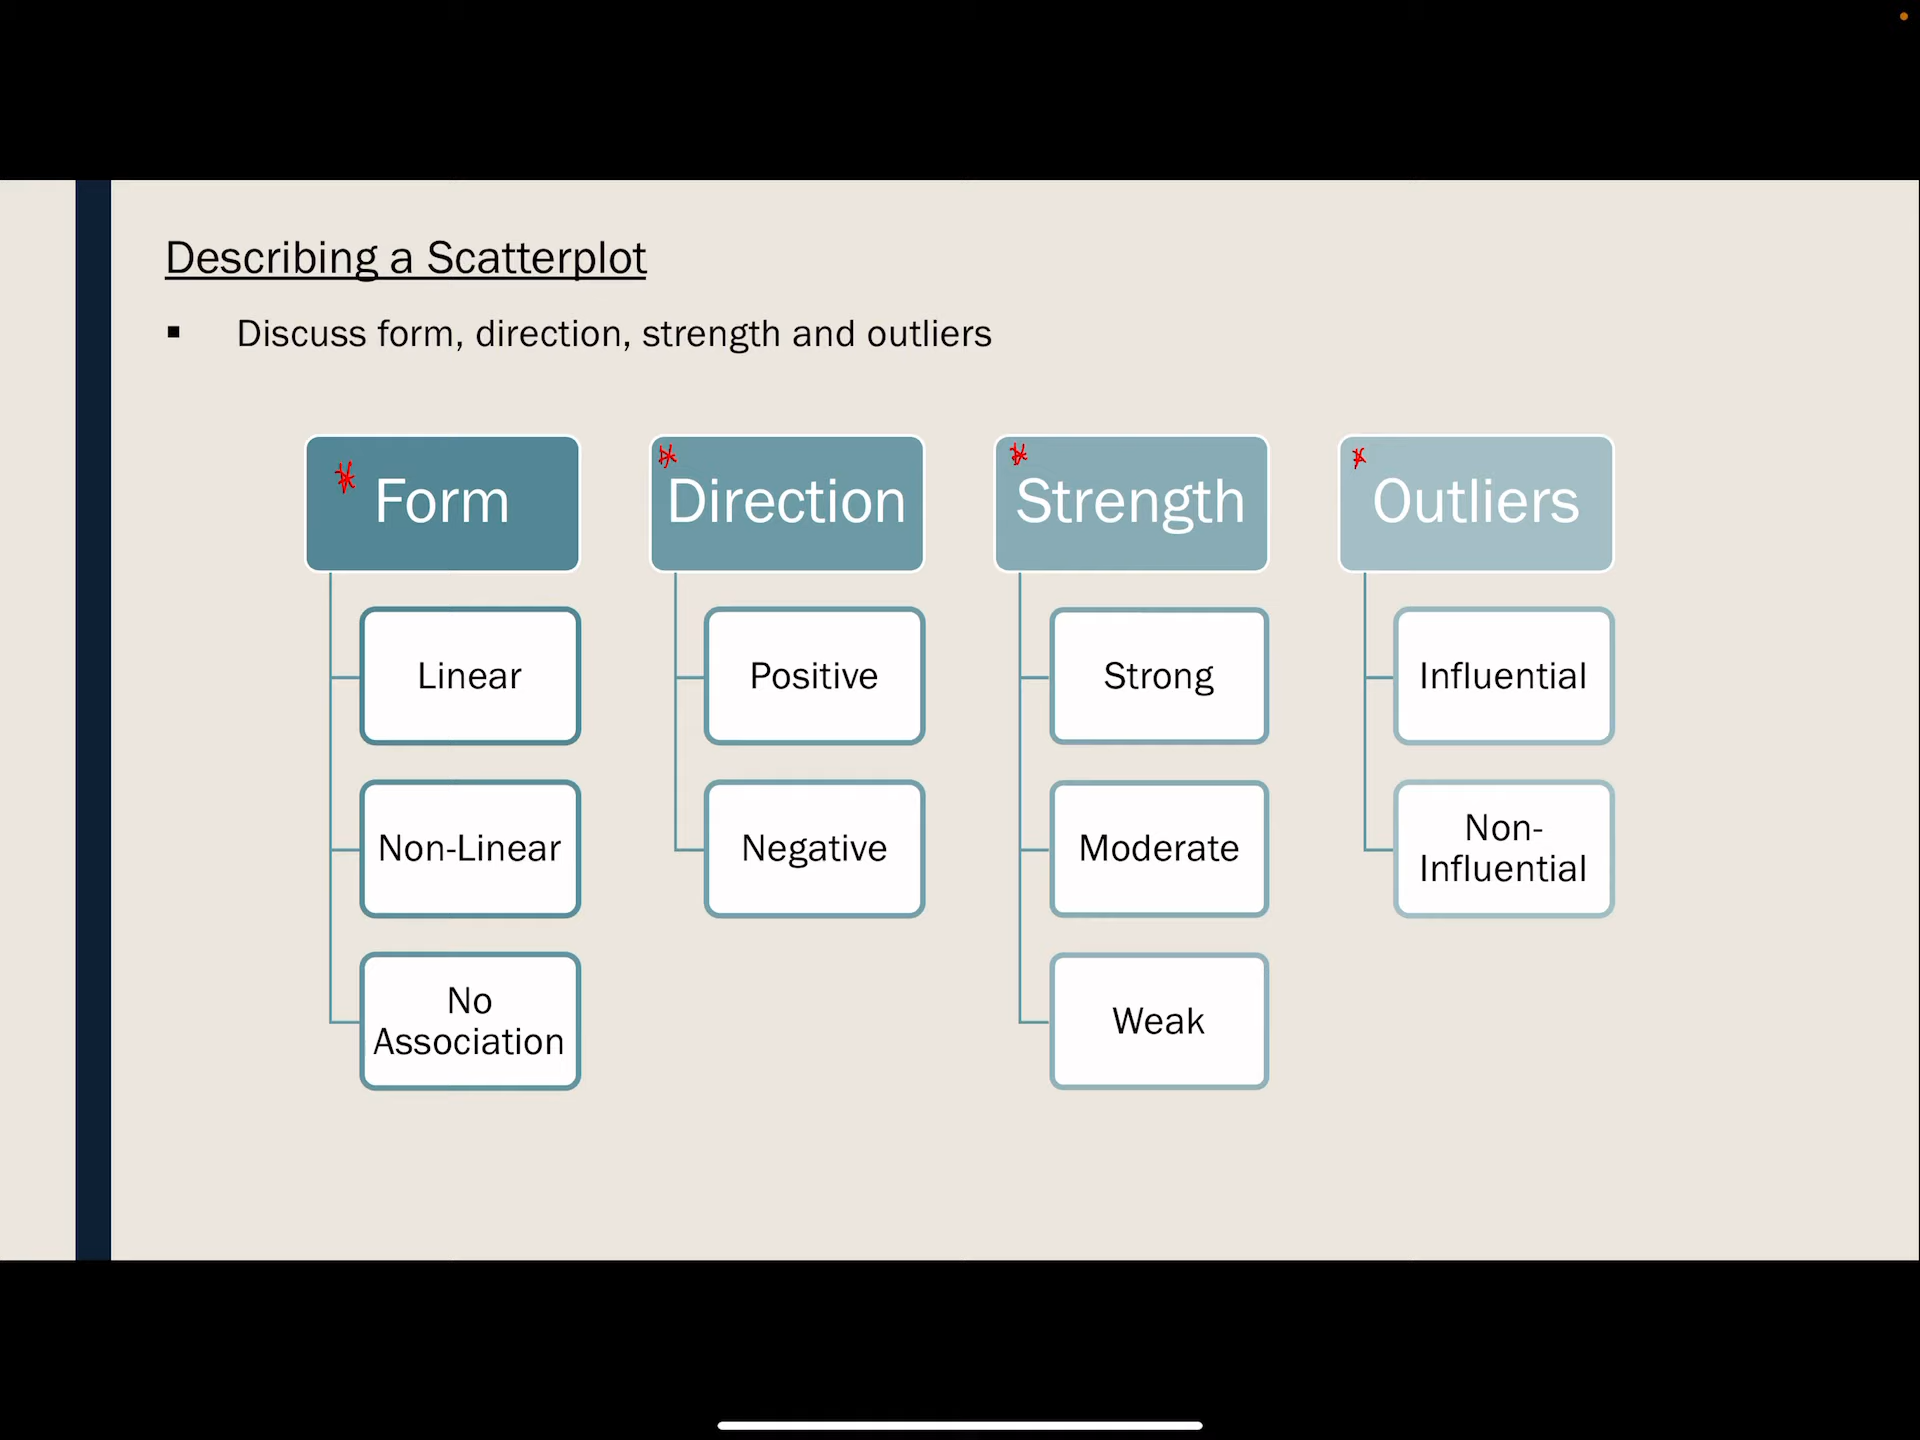 Describing a Scatterplot
▪ Discuss form, direction, strength and outliers
* Form
* Direction
* Strength
* Outliers
Linear
Positive
Strong
Influential
Non-Linear
Negative
Moderate
Non-
Influential
No
Association
Weak